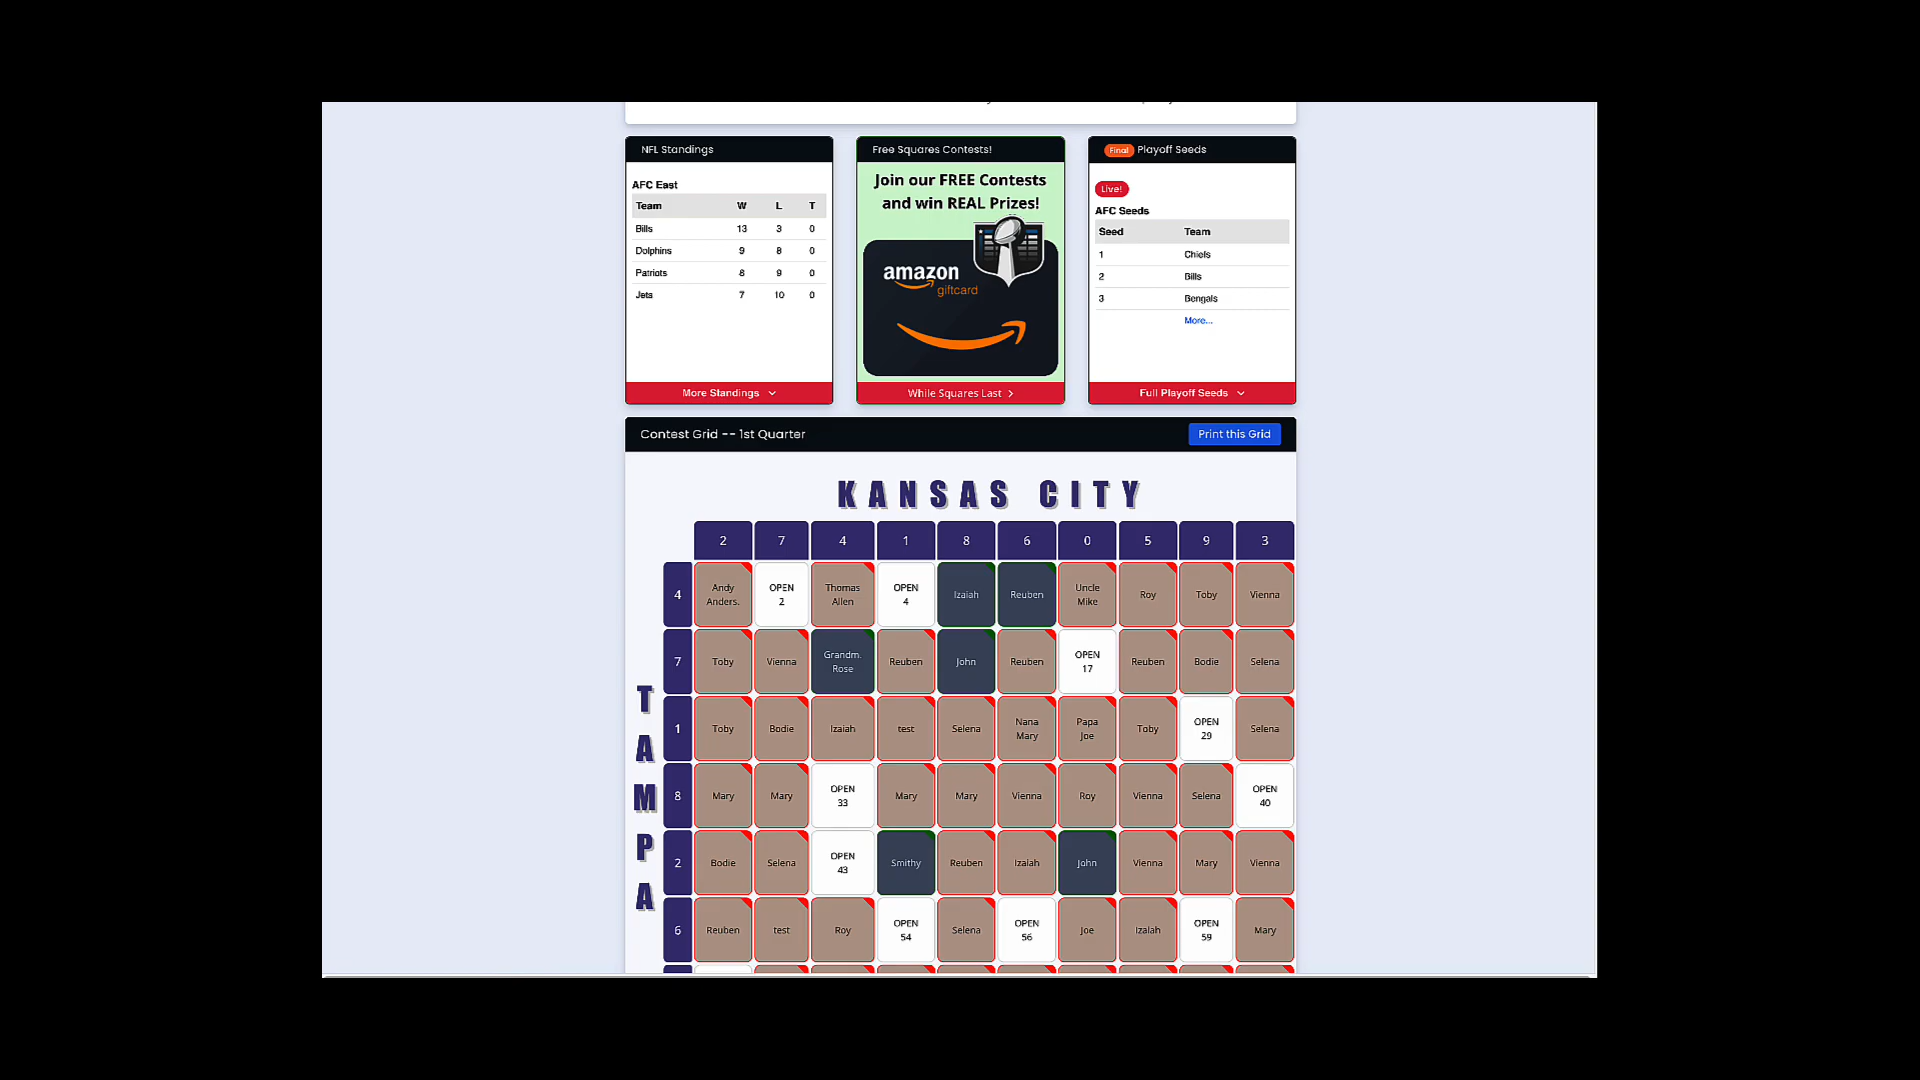 NFL Standings
AFC East
Team W L T
Bills 13 3 0
Dolphins 9 8 0
Patriots 8 9 0
Jets 7 10 0
More Standings
Free Squares Contests!
Join our FREE Contests
and win REAL Prizes!
amazon
giftcard
While Squares Last
Final Playoff Seeds
Live!
AFC Seeds
Seed Team
1 Chiefs
2 Bills
3 Bengals
More...
Full Playoff Seeds
Contest Grid -- 1st Quarter
Print this Grid
KANSAS CITY
2 7 4 1 8 6 0 5 9 3
TAMPA
4 Andy Anders. OPEN 2 Thomas Allen OPEN 4 Izaiah Reuben Uncle Mike Roy Toby Vienna
7 Toby Vienna Grandm. Rose Reuben John Reuben OPEN 17 Reuben Bodie Selena
1 Toby Bodie Izaiah test Selena Nana Mary Papa Joe Toby OPEN 29 Selena
8 Mary Mary OPEN 33 Mary Mary Vienna Roy Vienna Selena OPEN 40
2 Bodie Selena OPEN 43 Smithy Reuben Izaiah John Vienna Mary Vienna
6 Reuben test Roy OPEN 54 Selena OPEN 56 Joe Izaiah OPEN 59 Mary